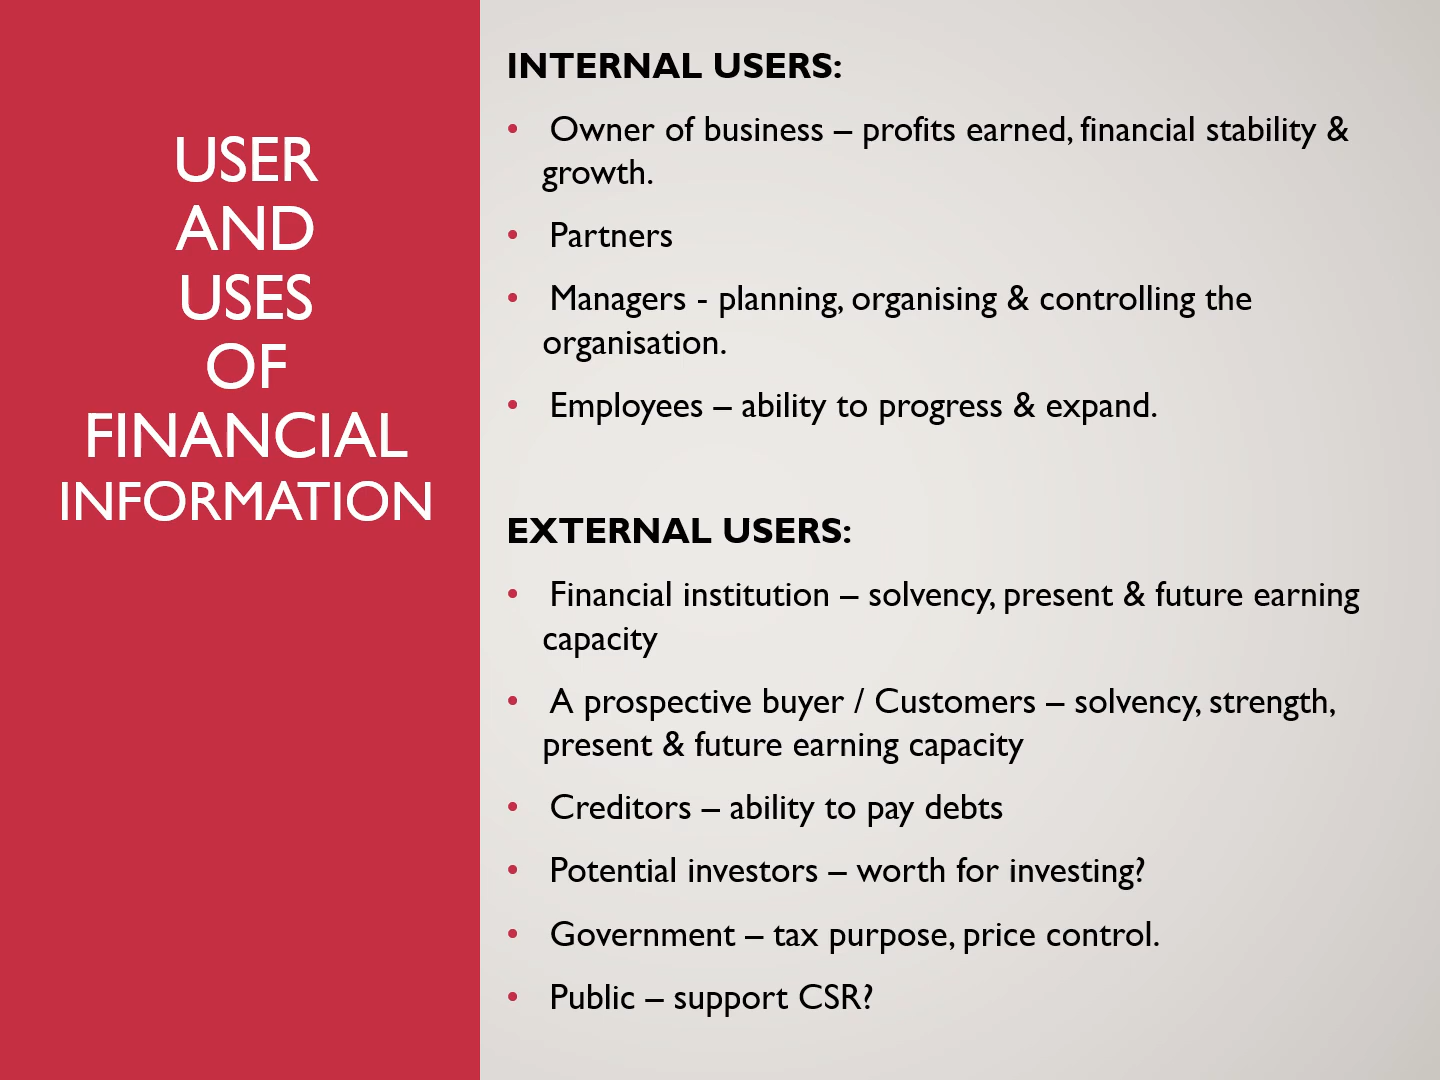 USER
AND
USES
OF
FINANCIAL
INFORMATION
INTERNAL USERS:
• Owner of business – profits earned, financial stability &
growth.
• Partners
• Managers - planning, organising & controlling the
organisation.
• Employees – ability to progress & expand.
EXTERNAL USERS:
• Financial institution – solvency, present & future earning
capacity
• A prospective buyer / Customers – solvency, strength,
present & future earning capacity
• Creditors – ability to pay debts
• Potential investors – worth for investing?
• Government – tax purpose, price control.
• Public – support CSR?